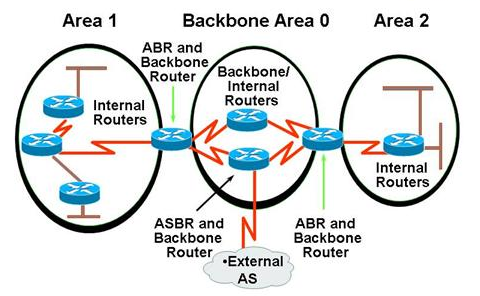 Area 1
Backbone Area 0
Area 2
ABR and
Backbone
Router
Backbone/
Internal
Routers
Internal
Routers
Internal
Routers
ASBR and
Backbone
Router
ABR and
Backbone
Router
•External
AS